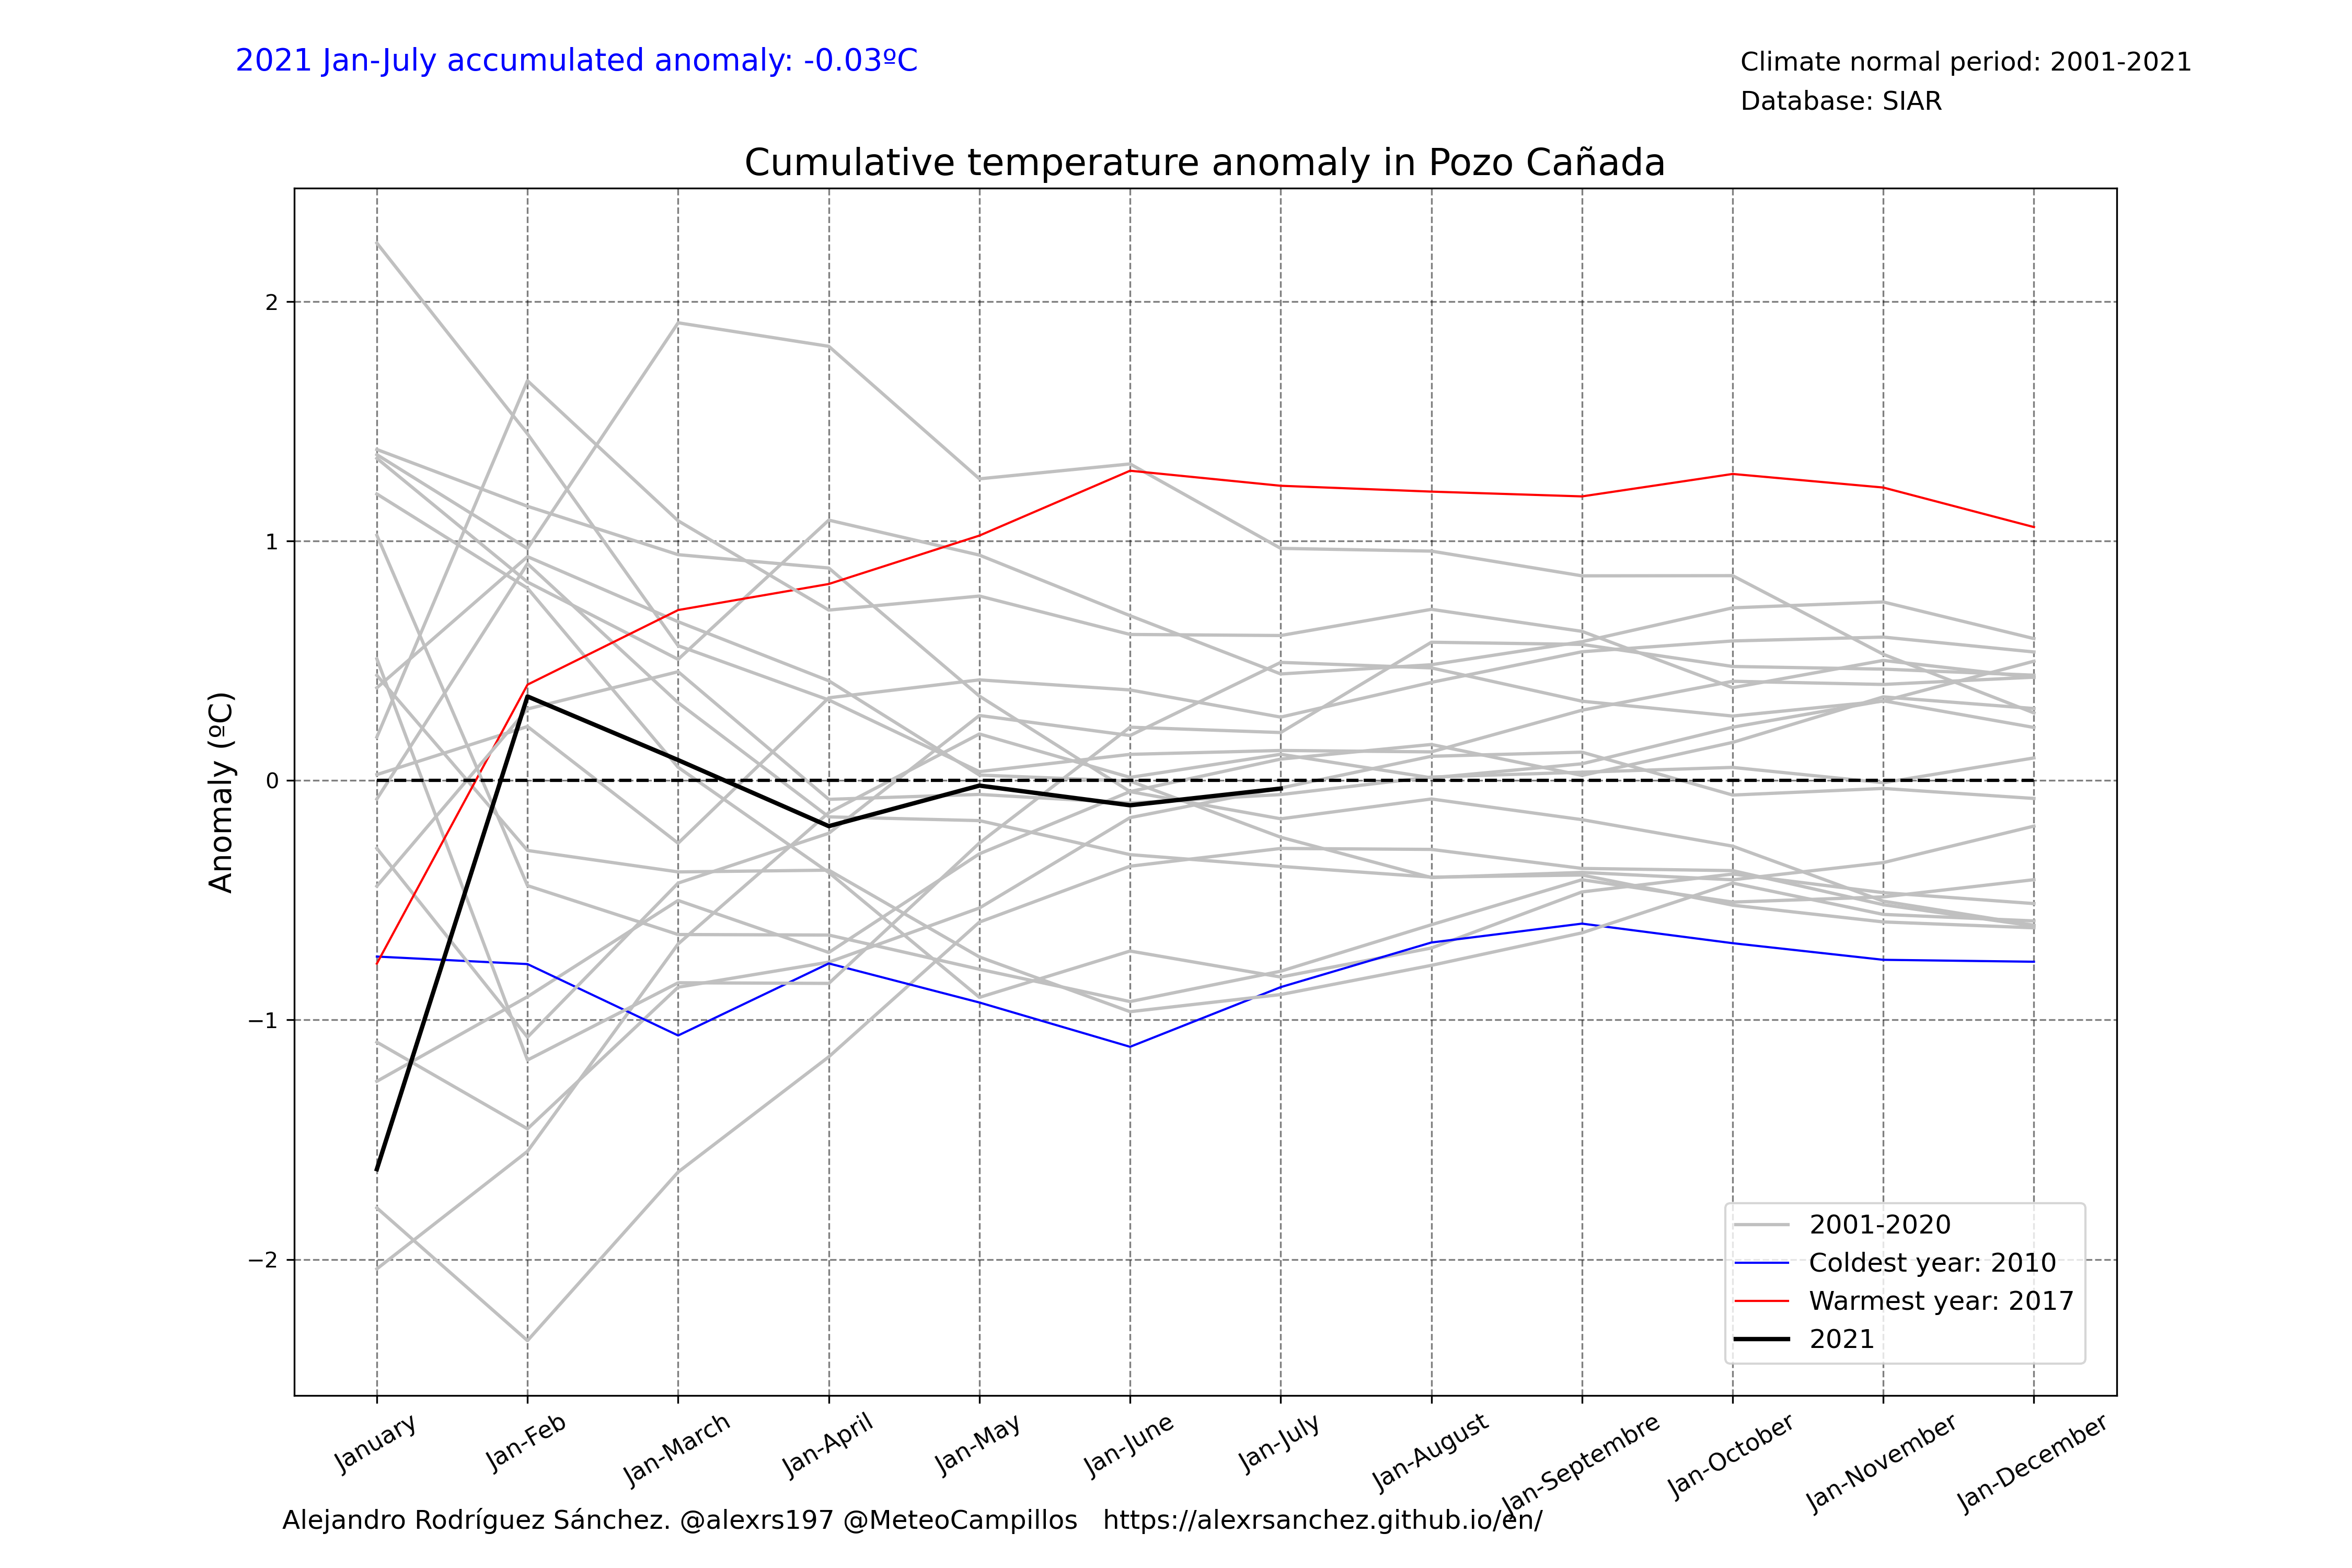 2021 Jan-July accumulated anomaly: -0.03ºC
Climate normal period: 2001-2021
Database: SIAR
Cumulative temperature anomaly in Pozo Cañada
Anomaly (ºC)
2
1
0
−1
−2
2001-2020
Coldest year: 2010
Warmest year: 2017
2021
January
Jan-Feb
Jan-March
Jan-April
Jan-May
Jan-June
Jan-July
Jan-August
Jan-Septembre
Jan-October
Jan-November
Jan-December
Alejandro Rodríguez Sánchez. @alexrs197 @MeteoCampillos https://alexrsanchez.github.io/en/